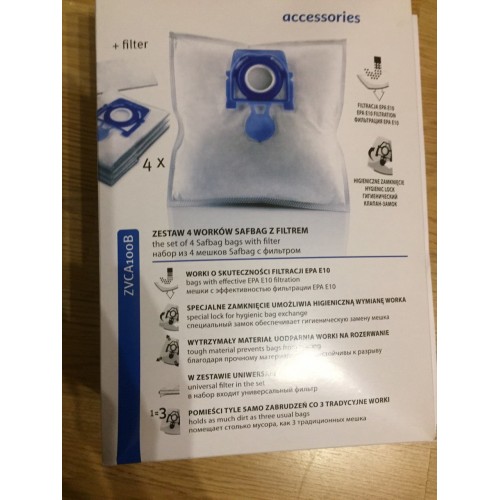 accessories
+ filter
4 x
FILTRACJA EPA E10
EPA E10 FILTRATION
ФИЛЬТРАЦИЯ EPA E10
HIGIENICZNE ZAMKNIĘCIE
HYGIENIC LOCK
ГИГИЕНИЧЕСКИЙ
КЛАПАН-ЗАМОК
ZVCA100B
ZESTAW 4 WORKÓW SAFBAG Z FILTREM
the set of 4 Safbag bags with filter
набор из 4 мешков Safbag с фильтром
WORKI O SKUTECZNOŚCI FILTRACJI EPA E10
bags with effective EPA E10 filtration
мешки с эффективностью фильтрации EPA E10
SPECJALNE ZAMKNIĘCIE UMOŻLIWIA HIGIENICZNĄ WYMIANĘ WORKA
special lock for hygienic bag exchange
специальный замок обеспечивает гигиеническую замену мешка
WYTRZYMAŁY MATERIAŁ UODPARNIA WORKI NA ROZERWANIE
tough material prevents bags from
благодаря прочному материалу к разрыву
W ZESTAWIE
universal filter in the set
в набор входит универсальный фильтр
1=3
POMIEŚCI TYLE SAMO ZABRUDZEŃ CO 3 TRADYCYJNE WORKI
holds as much dirt as three usual bags
помещает столько мусора, как 3 традиционных мешка